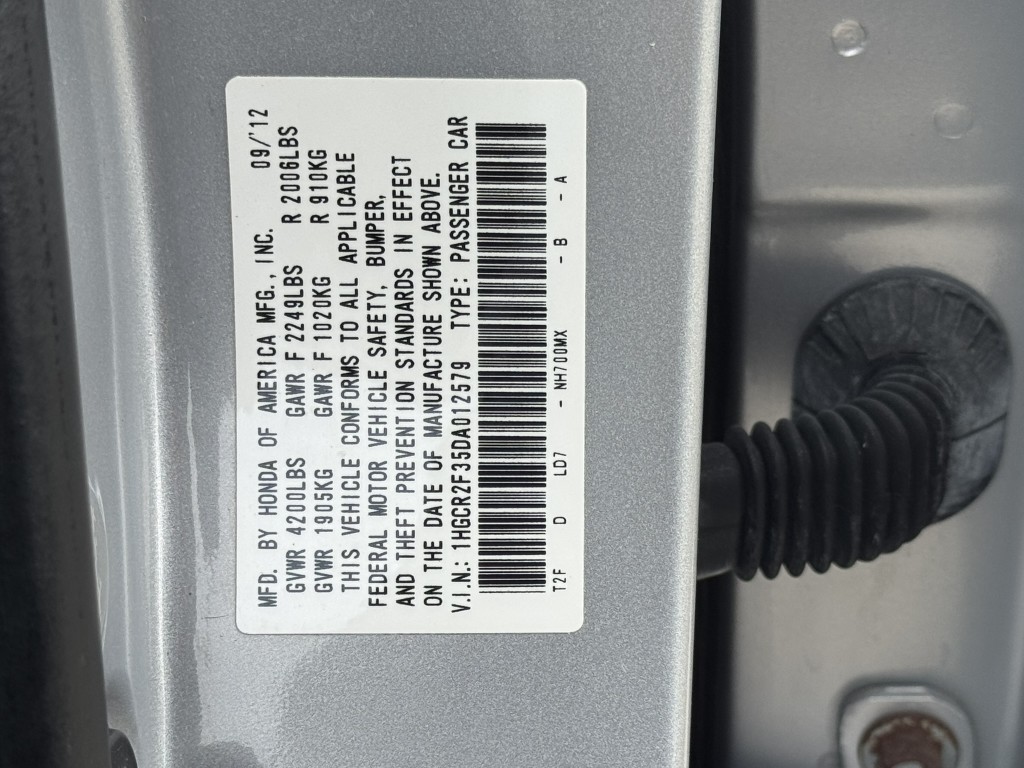 MFD. BY HONDA OF AMERICA MFG., INC. 09/'12
GVWR 4200LBS GAWR F 2249LBS R 2006LBS
GVWR 1905KG GAWR F 1020KG R 910KG
THIS VEHICLE CONFORMS TO ALL APPLICABLE
FEDERAL MOTOR VEHICLE SAFETY, BUMPER,
AND THEFT PREVENTION STANDARDS IN EFFECT
ON THE DATE OF MANUFACTURE SHOWN ABOVE.
V.I.N.: 1HGCR2F35DA012579 TYPE: PASSENGER CAR
T2F D LD7 - NH700MX - B - A